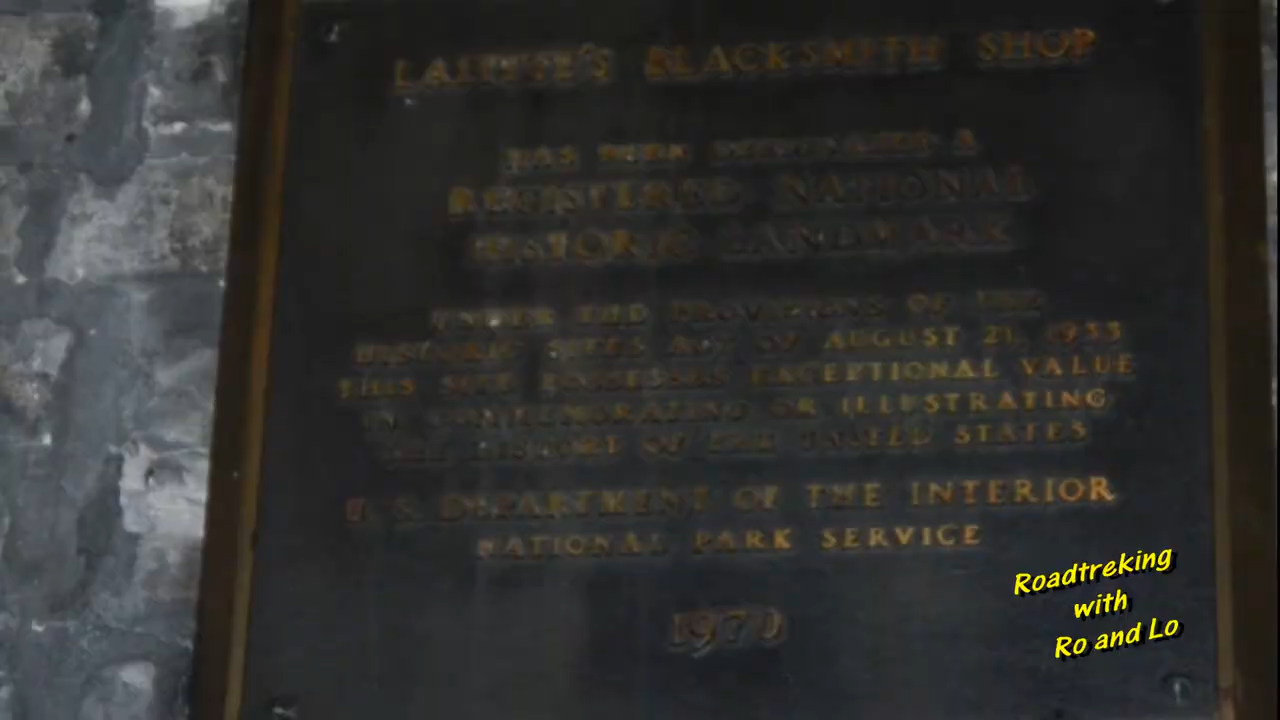 LAFITTE'S BLACKSMITH SHOP
HAS BEEN DESIGNATED A
REGISTERED NATIONAL
HISTORIC LANDMARK
UNDER THE PROVISIONS OF THE
HISTORIC SITES ACT OF AUGUST 21, 1935
THIS SITE POSSESSES EXCEPTIONAL VALUE
IN COMMEMORATING OR ILLUSTRATING
THE HISTORY OF THE UNITED STATES
U.S. DEPARTMENT OF THE INTERIOR
NATIONAL PARK SERVICE
1970
Roadtreking
with
Ro and Lo